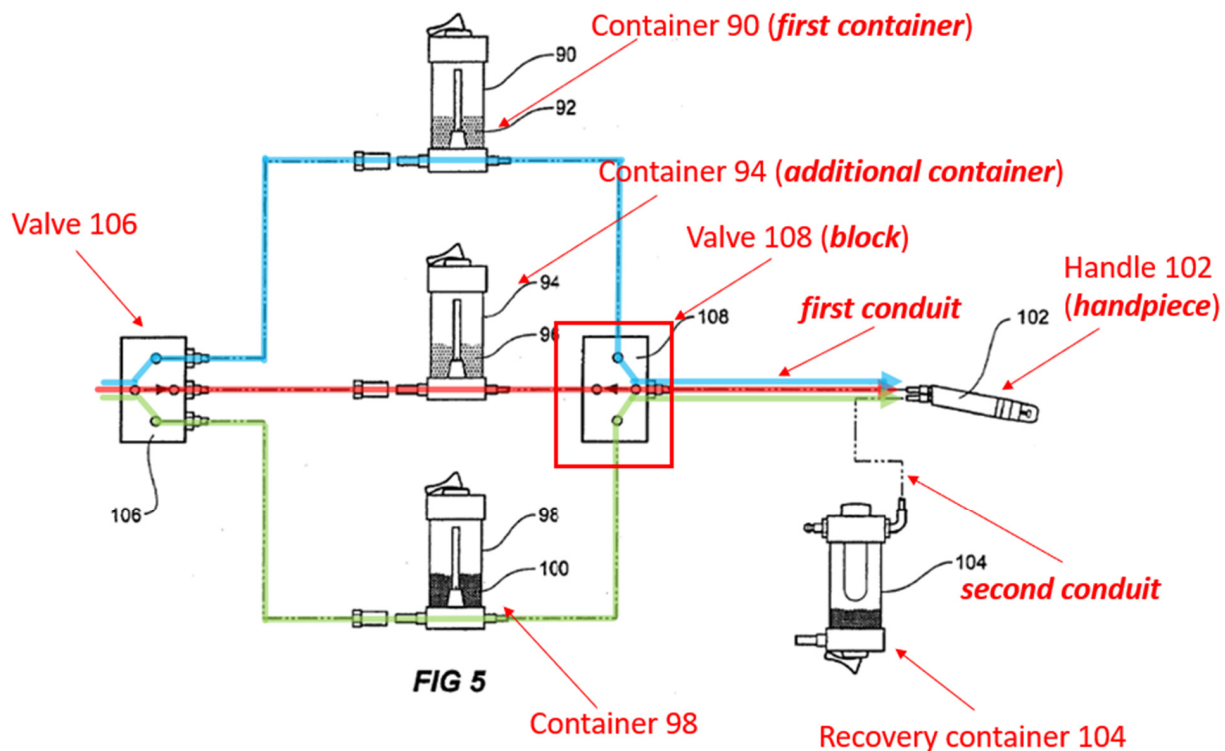 Container 90 (first container)
90
92
Container 94 (additional container)
Valve 106
Valve 108 (block)
94
Handle 102
(handpiece)
96
108
first conduit
102
106
98
100
104
second conduit
FIG 5
Container 98
Recovery container 104